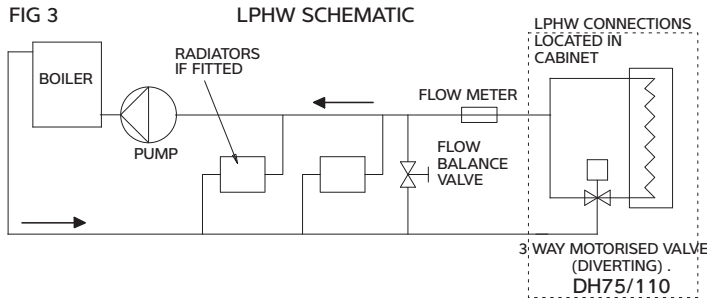 FIG 3
LPHW SCHEMATIC
LPHW CONNECTIONS
LOCATED IN
CABINET
RADIATORS
IF FITTED
BOILER
FLOW METER
PUMP
FLOW
BALANCE
VALVE
3 WAY MOTORISED VALVE
(DIVERTING) .
DH75/110